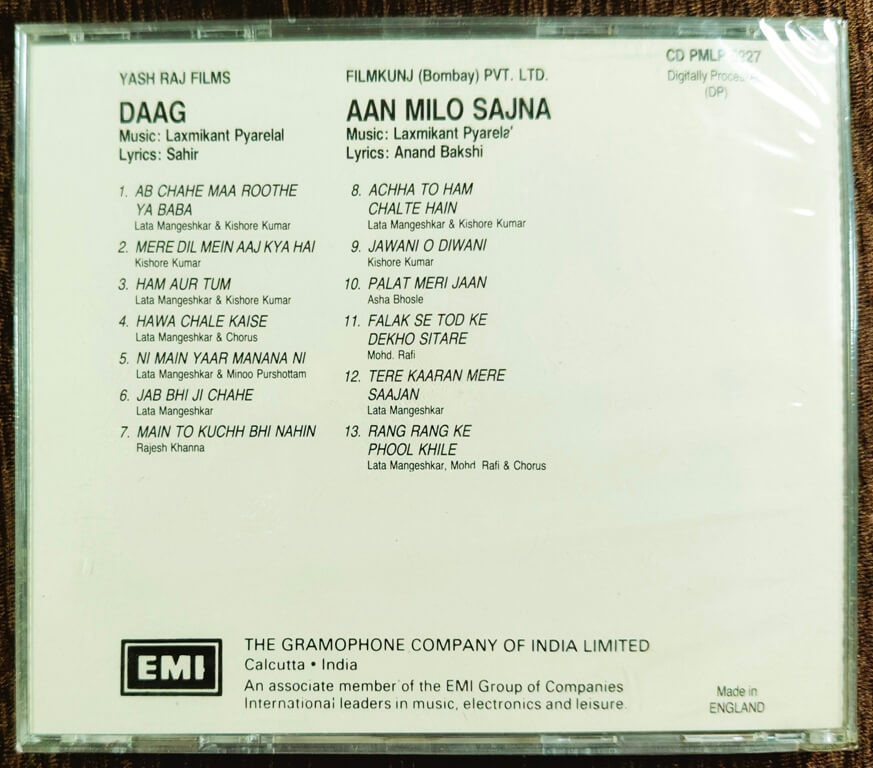 YASH RAJ FILMS
DAAG
Music: Laxmikant Pyarelal
Lyrics: Sahir
1. AB CHAHE MAA ROOTHE
YA BABA
Lata Mangeshkar & Kishore Kumar
2. MERE DIL MEIN AAJ KYA HAI
Kishore Kumar
3. HAM AUR TUM
Lata Mangeshkar & Kishore Kumar
4. HAWA CHALE KAISE
Lata Mangeshkar & Chorus
5. NI MAIN YAAR MANANA NI
Lata Mangeshkar & Minoo Purshottam
6. JAB BHI JI CHAHE
Lata Mangeshkar
7. MAIN TO KUCHH BHI NAHIN
Rajesh Khanna
FILMKUNJ (Bombay) PVT. LTD.
AAN MILO SAJNA
Music: Laxmikant Pyarelal
Lyrics: Anand Bakshi
8. ACHHA TO HAM
CHALTE HAIN
Lata Mangeshkar & Kishore Kumar
9. JAWANI O DIWANI
Kishore Kumar
10. PALAT MERI JAAN
Asha Bhosle
11. FALAK SE TOD KE
DEKHO SITARE
Mohd. Rafi
12. TERE KAARAN MERE
SAAJAN
Lata Mangeshkar
13. RANG RANG KE
PHOOL KHILE
Lata Mangeshkar, Mohd Rafi & Chorus
CD PMLP
Digitally Processed
(DP)
EMI
THE GRAMOPHONE COMPANY OF INDIA LIMITED
Calcutta • India
An associate member of the EMI Group of Companies
International leaders in music, electronics and leisure.
Made in
ENGLAND